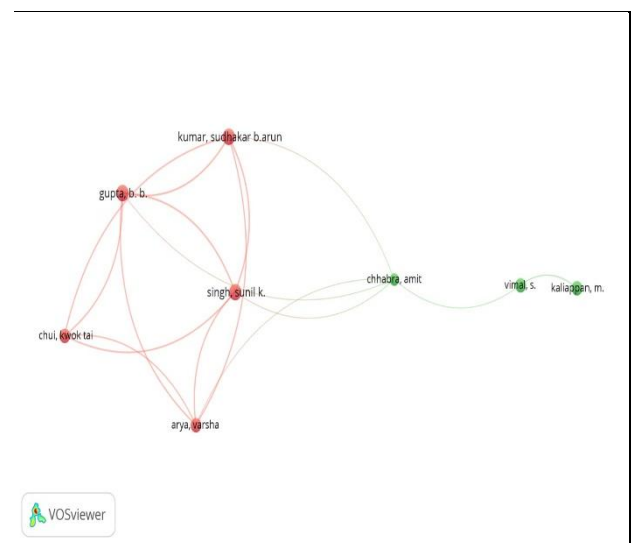 kumar, sudhakar b.arun
gupta, b. b.
chhabra, amit
vimal. s.
kaliappan, m.
singh, sunil k.
chui, kwok tai
arya, varsha
VOSviewer